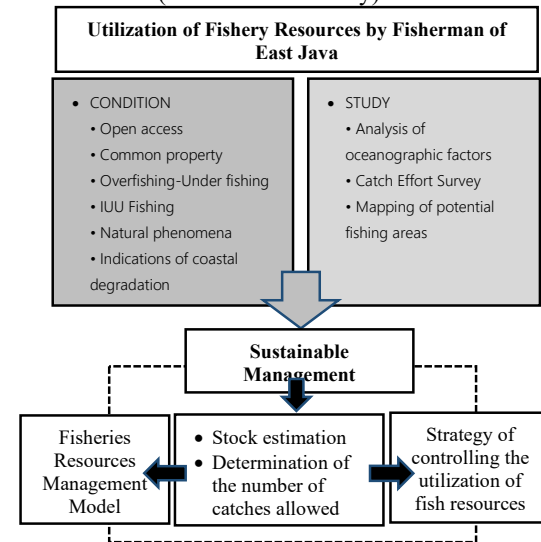 Utilization of Fishery Resources by Fisherman of
East Java
• CONDITION
• Open access
• Common property
• Overfishing-Under fishing
• IUU Fishing
• Natural phenomena
• Indications of coastal
degradation
• STUDY
• Analysis of
oceanographic factors
• Catch Effort Survey
• Mapping of potential
fishing areas
Sustainable
Management
Fisheries
Resources
Management
Model
• Stock estimation
• Determination of
the number of
catches allowed
Strategy of
controlling the
utilization of
fish resources